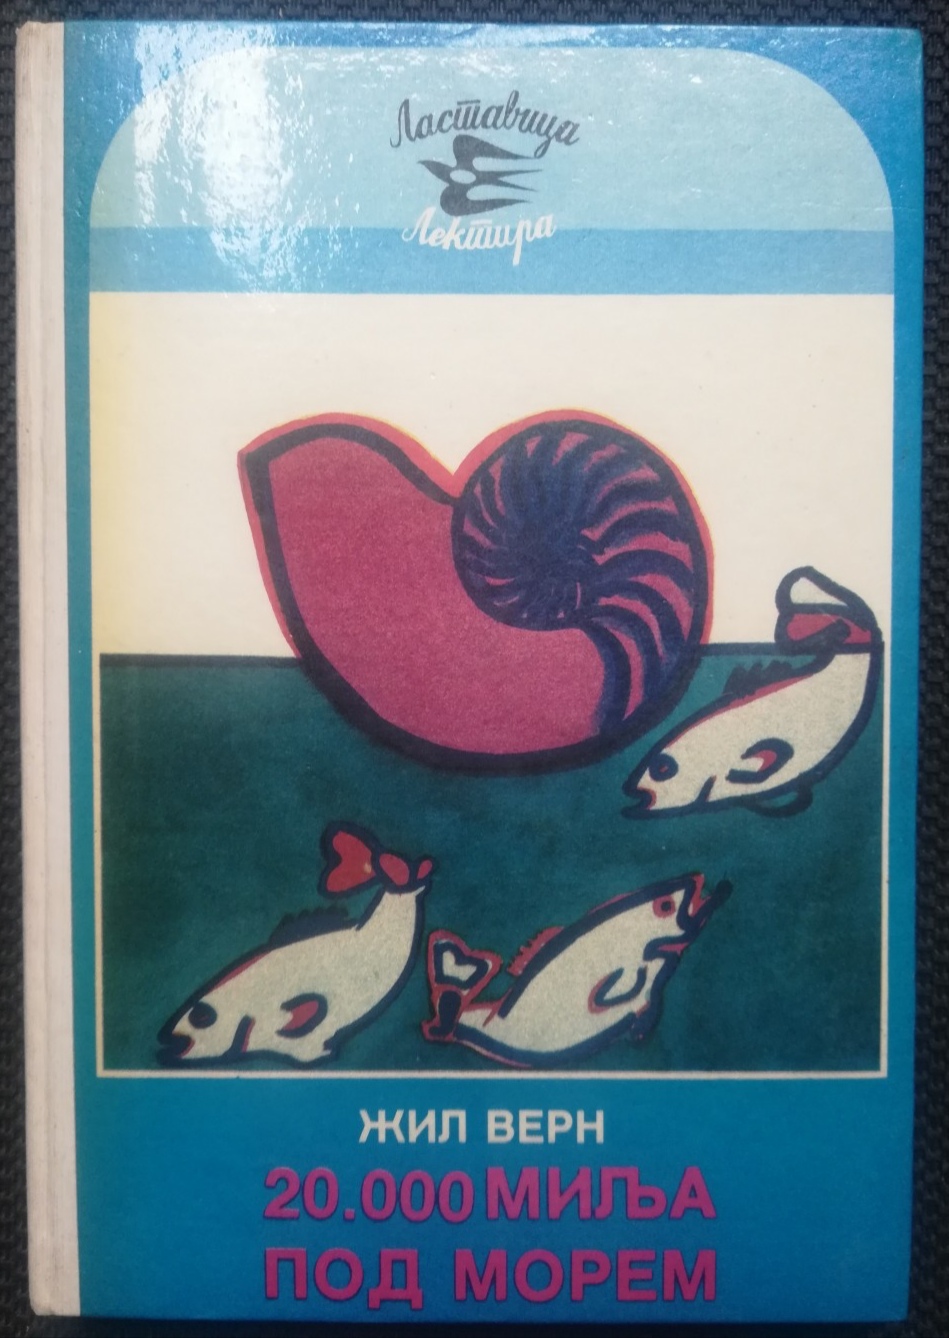 Ластавица
Лектира
ЖИЛ ВЕРН
20.000 МИЉА
ПОД МОРЕМ